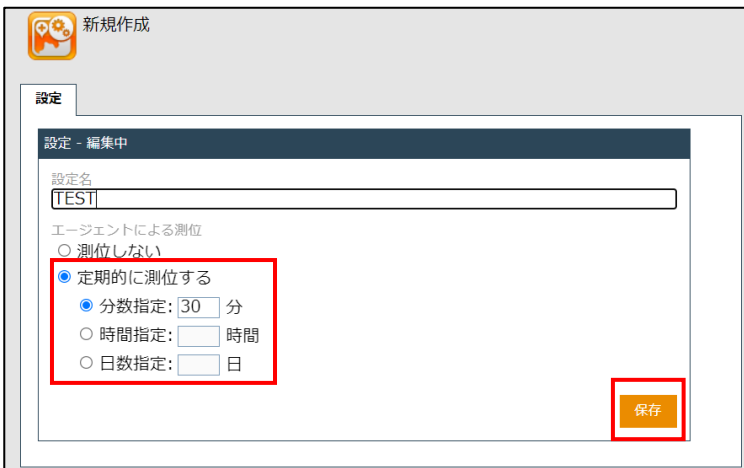 新規作成
設定
設定 - 編集中
設定名
TEST
エージェントによる測位
測位しない
定期的に測位する
分数指定: 30 分
時間指定: 時間
日数指定: 日
保存